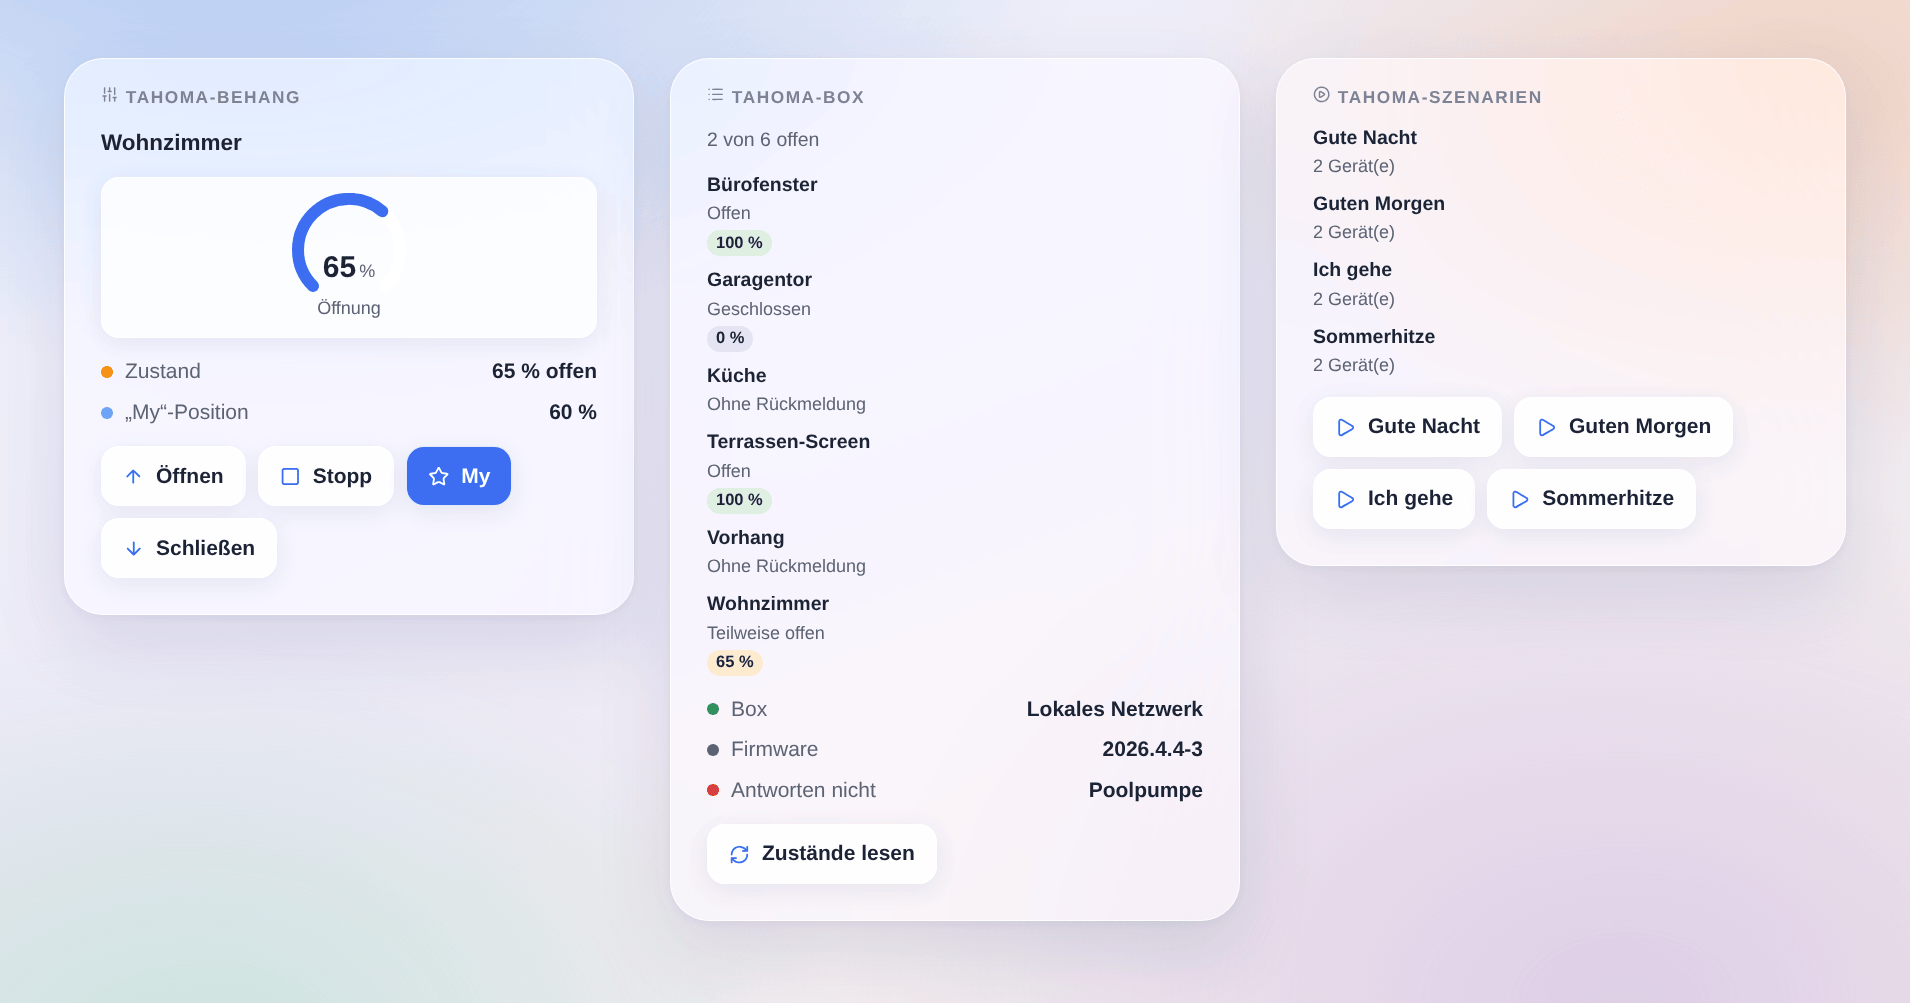 TAHOMA-BEHANG
Wohnzimmer
65 %
Öffnung
Zustand 65 % offen
„My“-Position 60 %
Öffnen Stopp My
Schließen
TAHOMA-BOX
2 von 6 offen
Bürofenster
Offen
100 %
Garagentor
Geschlossen
0 %
Küche
Ohne Rückmeldung
Terrassen-Screen
Offen
100 %
Vorhang
Ohne Rückmeldung
Wohnzimmer
Teilweise offen
65 %
Box Lokales Netzwerk
Firmware 2026.4.4-3
Antworten nicht Poolpumpe
Zustände lesen
TAHOMA-SZENARIEN
Gute Nacht
2 Gerät(e)
Guten Morgen
2 Gerät(e)
Ich gehe
2 Gerät(e)
Sommerhitze
2 Gerät(e)
Gute Nacht Guten Morgen
Ich gehe Sommerhitze